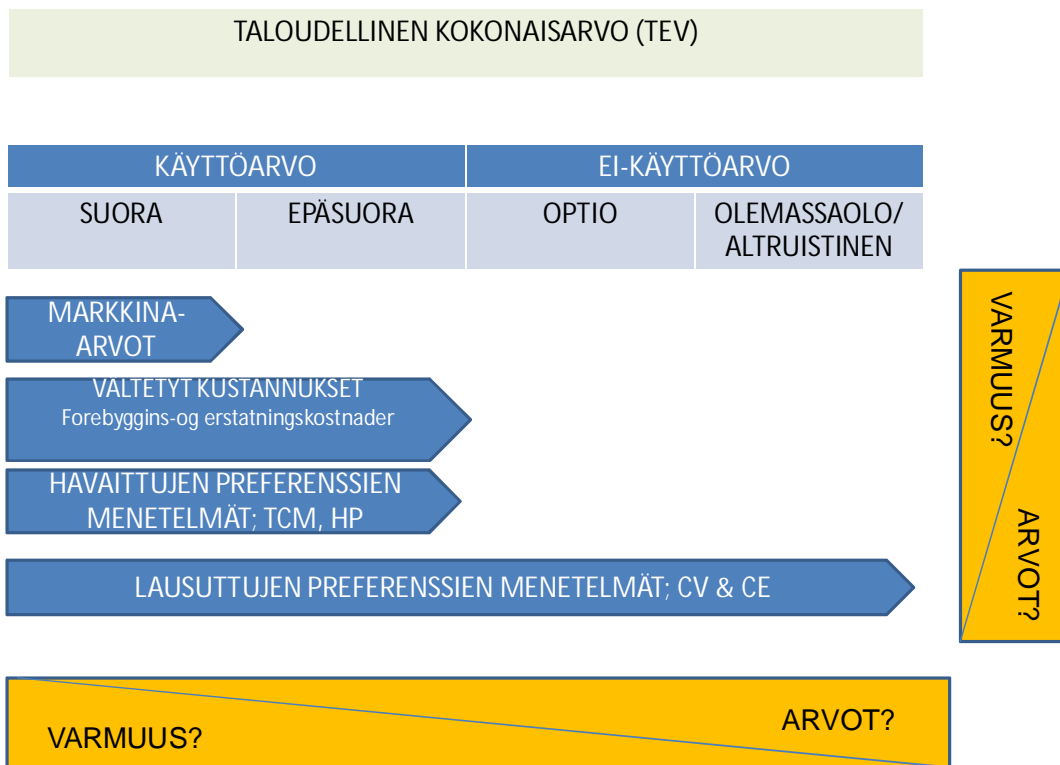 TALOUDELLINEN KOKONAISARVO (TEV)
KÄYTTÖARVO
EI-KÄYTTÖARVO
SUORA
EPÄSUORA
OPTIO
OLEMASSAOLO/
ALTRUISTINEN
MARKKINA-
ARVOT
VÄLTETYT KUSTANNUKSET
Forebyggins-og erstatningskostnader
HAVAITTUJEN PREFERENSSIEN
MENETELMÄT; TCM, HP
LAUSUTTUJEN PREFERENSSIEN MENETELMÄT; CV & CE
VARMUUS?
ARVOT?
VARMUUS?
ARVOT?